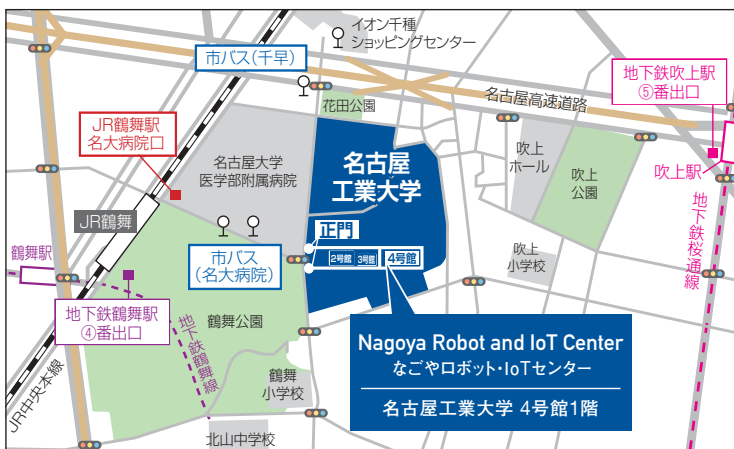 イオン千種
ショッピングセンター
市バス(千早)
地下鉄吹上駅
⑤番出口
名古屋高速道路
花田公園
JR鶴舞駅
名大病院口
名古屋大学
医学部附属病院
名古屋
工業大学
吹上
ホール
吹上
公園
吹上駅
JR鶴舞
正門
地下鉄桜通線
鶴舞駅
市バス
(名大病院)
2号館
3号館
4号館
吹上
小学校
地下鉄鶴舞駅
④番出口
鶴舞公園
地下鉄鶴舞線
Nagoya Robot and IoT Center
なごやロボット・IoTセンター
名古屋工業大学 4号館1階
JR中央本線
鶴舞
小学校
北山中学校